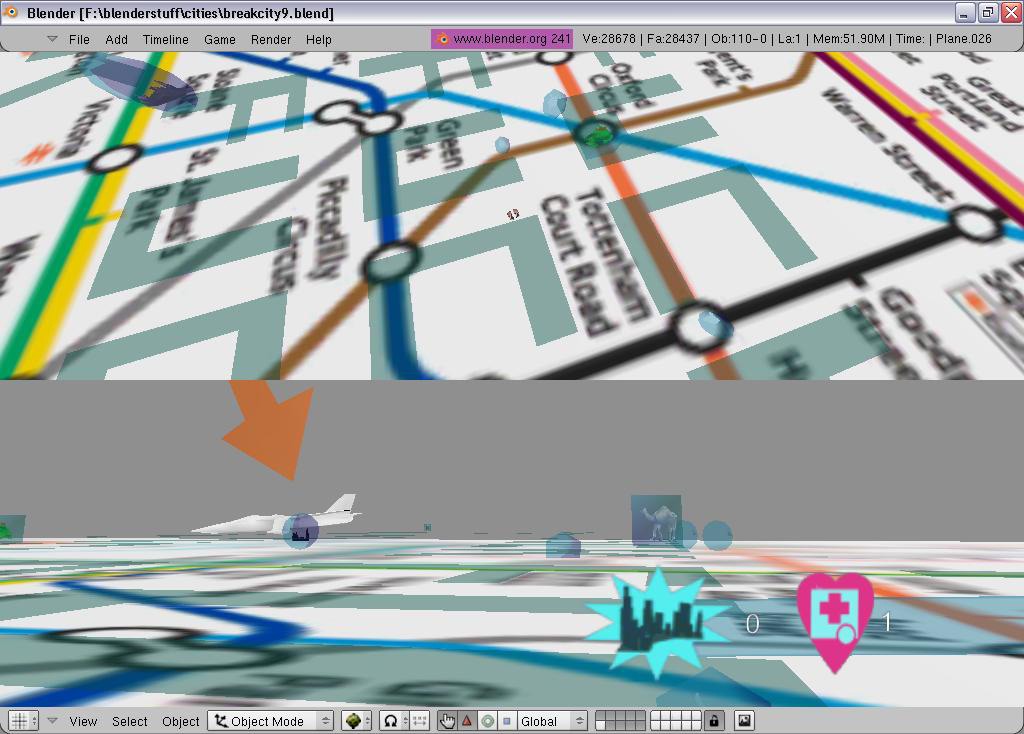 Blender [F:\blenderstuff\cities\breakcity9.blend]
File Add Timeline Game Render Help
www.blender.org 241
Ve:28678 | Fa:28437 | Ob:110-0 | La:1 | Mem:51.90M | Time: | Plane.026
Victoria
St. James's
Park
Green
Park
Piccadilly
Circus
Oxford
Circus
Tottenham
Court Road
Warren Street
Great
Portland
Street
0
1
View Select Object Object Mode Global